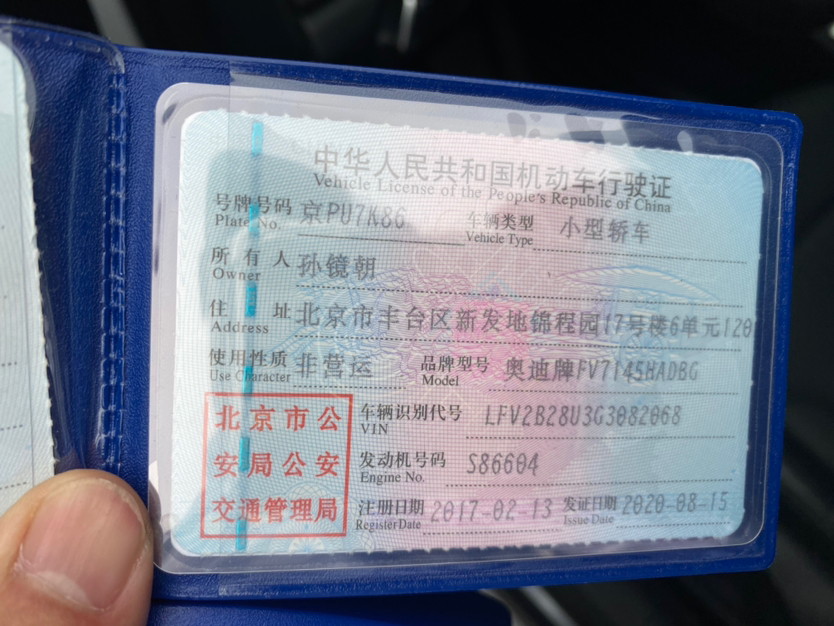 中华人民共和国机动车行驶证
Vehicle License of the People's Republic of China
号牌号码 京PU7K86 车辆类型 小型轿车
Plate No. Vehicle Type
所有人 孙镜朝
Owner
住址 北京市丰台区新发地锦程园17号楼6单元120
Address
使用性质 非营运 品牌型号 奥迪牌FV7145HADBG
Use Character Model
北京市公
安局公安
交通管理局
车辆识别代号 LFV2B28U3G3082068
VIN
发动机号码 S86604
Engine No.
注册日期 2017-02-13 发证日期 2020-08-15
Register Date Issue Date